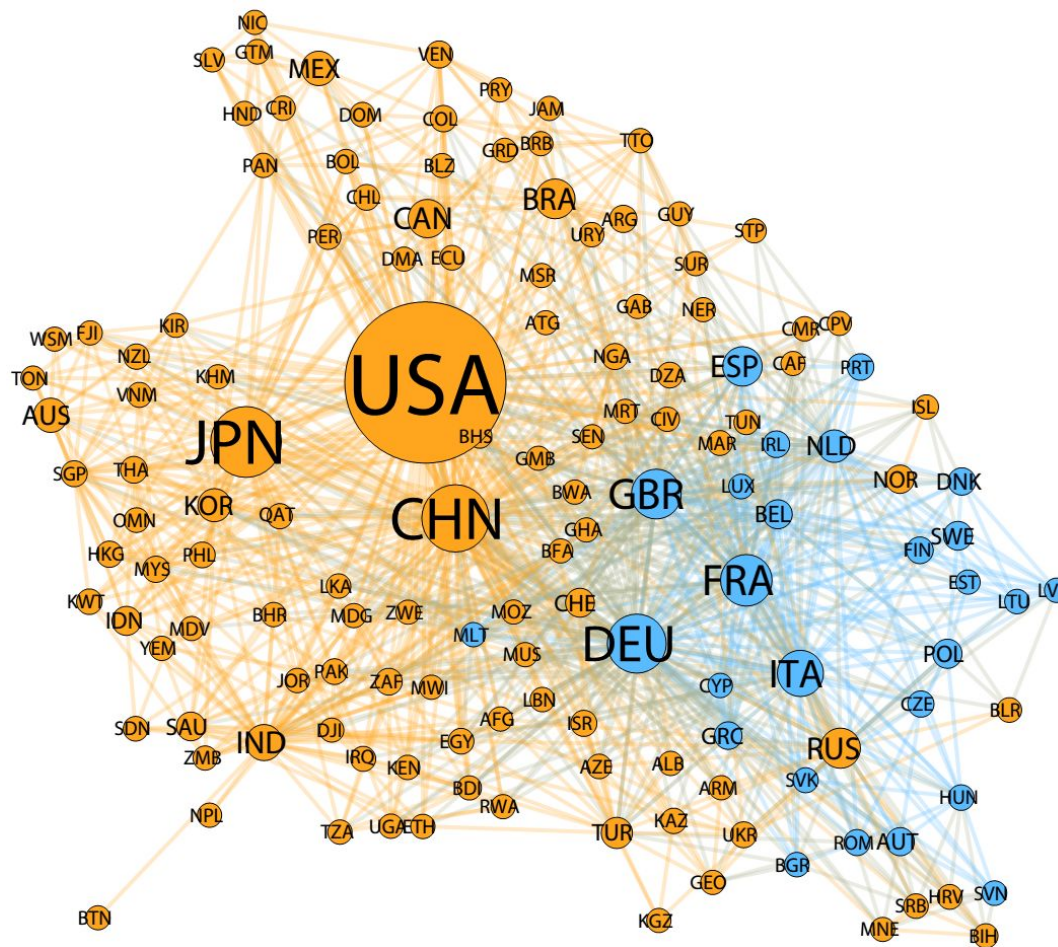 NIC
GTM
SLV
MEX
VEN
PRY
HND
CRI
DOM
COL
JAM
PAN
BOL
BLZ
GRD
BRB
TTO
CHL
CAN
BRA
PER
URY
ARG
GUY
STP
DMA
ECU
MSR
SUR
WSM
FJI
KIR
ATG
GAB
NER
CMR
CPV
NZL
TON
KHM
USA
NGA
DZA
ESP
CAF
PRT
VNM
AUS
JPN
BHS
MRT
CIV
TUN
ISL
SEN
MAR
IRL
NLD
SGP
THA
GMB
NOR
DNK
KOR
QAT
CHN
BWA
GBR
LUX
BEL
OMN
GHA
SWE
HKG
MYS
PHL
BFA
FIN
KWT
LKA
FRA
EST
LTU
IDN
MDV
BHR
MDG
ZWE
MOZ
CHE
YEM
MLT
DEU
POL
MUS
JOR
PAK
ZAF
MWI
CYP
ITA
SDN
SAU
LBN
CZE
BLR
ZMB
IND
DJI
AFG
ISR
GRC
RUS
IRQ
EGY
KEN
AZE
ALB
SVK
BDI
ARM
HUN
NPL
RWA
TZA
UGA
ETH
TUR
KAZ
UKR
ROM
AUT
BGR
GEO
BTN
KGZ
SRB
HRV
SVN
MNE
BIH